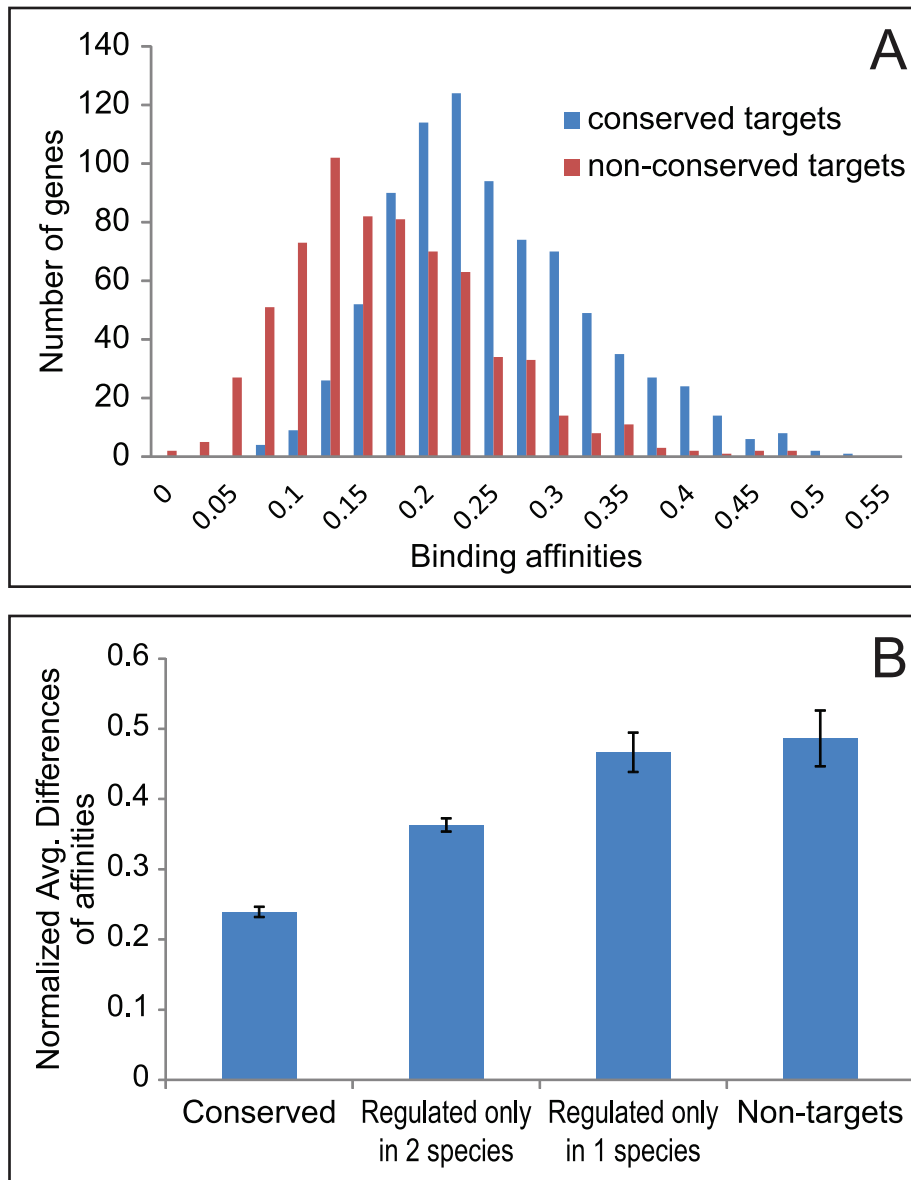 A
140
120
100
80
60
40
20
0
Number of genes
conserved targets
non-conserved targets
0
0.05
0.1
0.15
0.2
0.25
0.3
0.35
0.4
0.45
0.5
0.55
Binding affinities
B
0.6
0.5
0.4
0.3
0.2
0.1
0
Normalized Avg. Differences
of affinities
Conserved
Regulated only
in 2 species
Regulated only
in 1 species
Non-targets